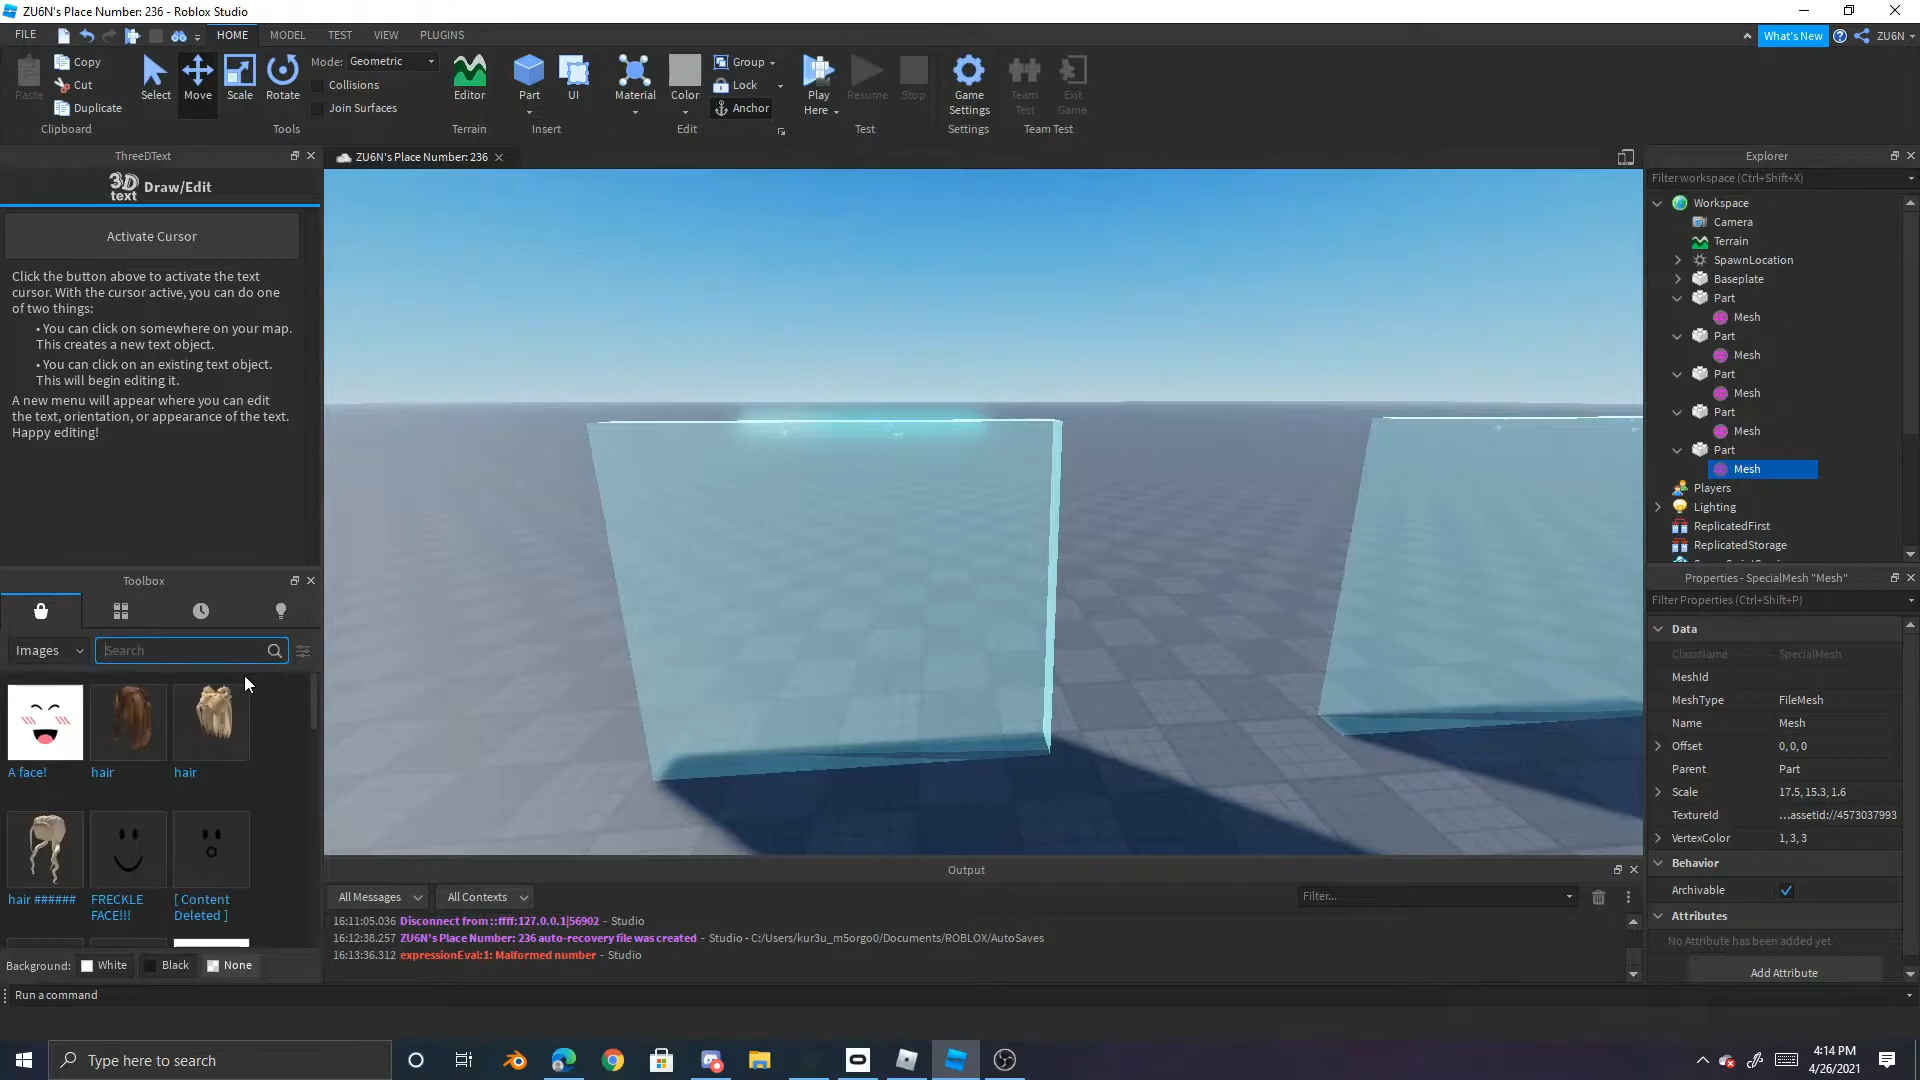 ZU6N's Place Number: 236 - Roblox Studio
FILE HOME MODEL TEST VIEW PLUGINS What's New ZU6N
Paste Copy Cut Duplicate Clipboard
Select Move Scale Rotate Mode: Geometric Collisions Join Surfaces Tools
Editor Terrain
Part UI Insert
Material Color Group Lock Anchor Edit
Play Here Resume Stop Test
Game Settings Settings
Team Test Exit Game Team Test
ThreeDText
3D text Draw/Edit
Activate Cursor
Click the button above to activate the text
cursor. With the cursor active, you can do one
of two things:
• You can click on somewhere on your map.
This creates a new text object.
• You can click on an existing text object.
This will begin editing it.
A new menu will appear where you can edit
the text, orientation, or appearance of the text.
Happy editing!
Toolbox
Images Search
A face! hair hair
hair ###### FRECKLE FACE!!! [ Content Deleted ]
Background: White Black None
ZU6N's Place Number: 236
Output
All Messages All Contexts Filter...
16:11:05.036 Disconnect from ::ffff:127.0.0.1|56902 - Studio
16:12:38.257 ZU6N's Place Number: 236 auto-recovery file was created - Studio - C:/Users/kur3u_m5orgo0/Documents/ROBLOX/AutoSaves
16:13:36.312 expressionEval:1: Malformed number - Studio
Explorer
Filter workspace (Ctrl+Shift+X)
Workspace
Camera
Terrain
SpawnLocation
Baseplate
Part
Mesh
Part
Mesh
Part
Mesh
Part
Mesh
Part
Mesh
Players
Lighting
ReplicatedFirst
ReplicatedStorage
Properties - SpecialMesh "Mesh"
Filter Properties (Ctrl+Shift+P)
Data
ClassName SpecialMesh
MeshId
MeshType FileMesh
Name Mesh
Offset 0, 0, 0
Parent Part
Scale 17.5, 15.3, 1.6
TextureId ...assetid://4573037993
VertexColor 1, 3, 3
Behavior
Archivable
Attributes
No Attribute has been added yet
Add Attribute
Run a command
Type here to search
4:14 PM
4/26/2021